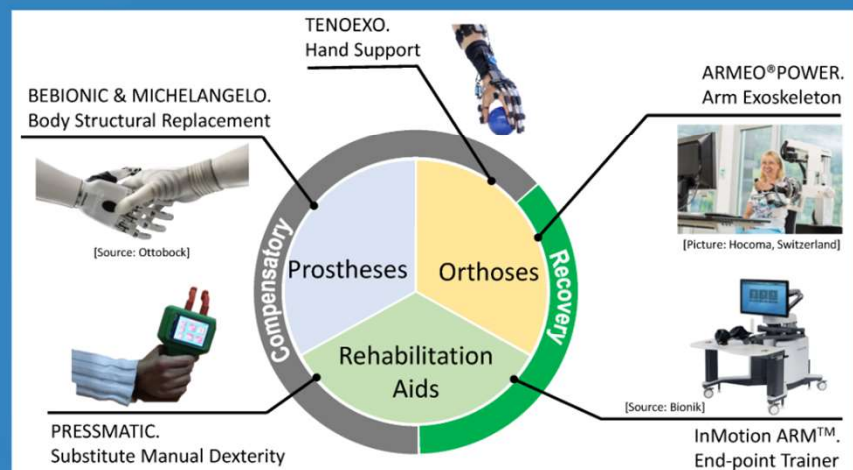 TENOEXO.
Hand Support
BEBIONIC & MICHELANGELO.
Body Structural Replacement
ARMEO®POWER.
Arm Exoskeleton
[Source: Ottobock]
[Picture: Hocoma, Switzerland]
Compensatory
Prostheses
Orthoses
Recovery
Rehabilitation
Aids
[Source: Bionik]
PRESSMATIC.
Substitute Manual Dexterity
InMotion ARM™.
End-point Trainer